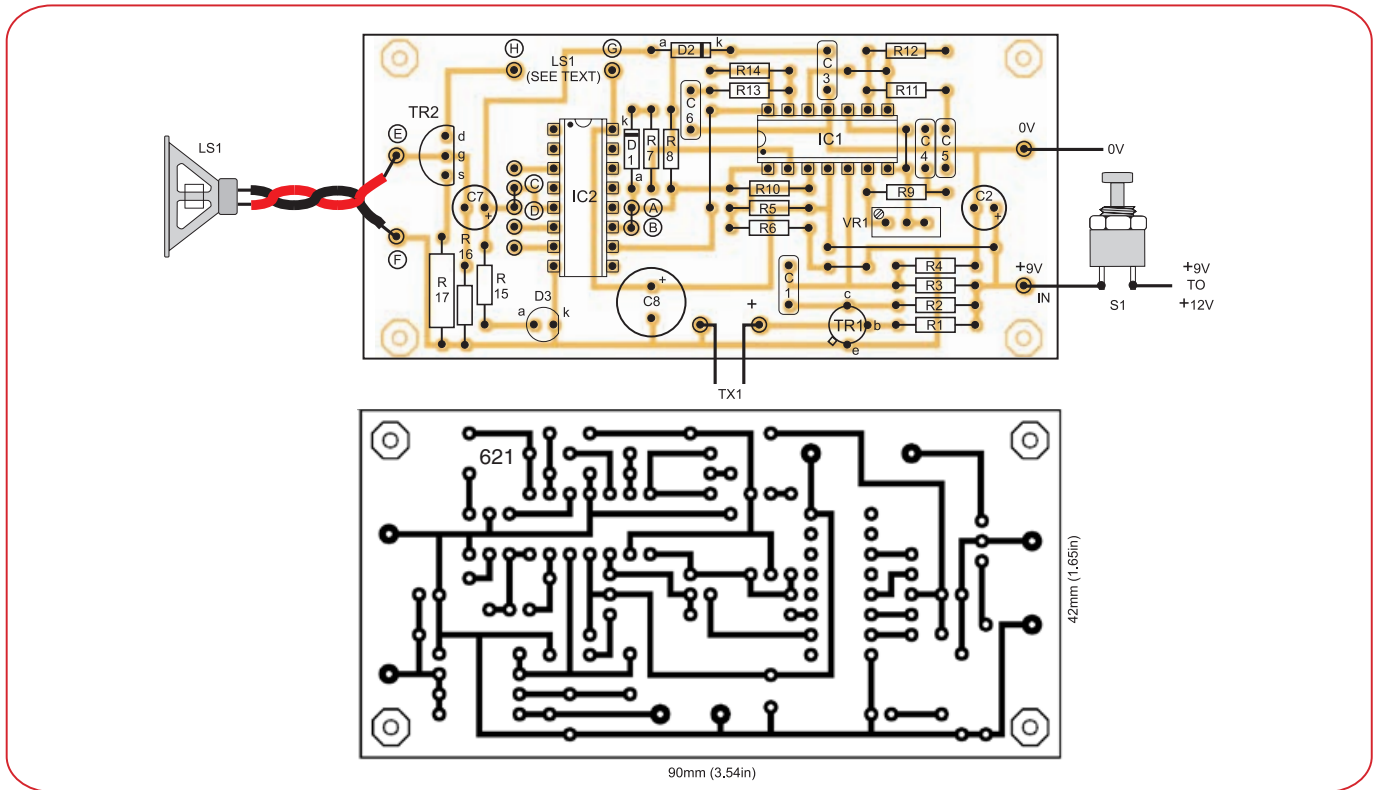 H
LS1
(SEE TEXT)
G
a
D2
k
C
3
R12
R14
R13
R11
C
6
TR2
E
LS1
d
g
s
k
D
1
a
R
7
R
8
IC1
C
4
C
5
0V
0V
C
D
IC2
C7
+
A
B
R10
R5
R6
R9
VR1
C2
+
F
R
16
R
17
R
15
D3
a
k
C8
+
C
1
+
c
TR1
b
e
R4
R3
R2
R1
+9V
IN
S1
+9V
TO
+12V
TX1
621
42mm (1.65in)
90mm (3.54in)